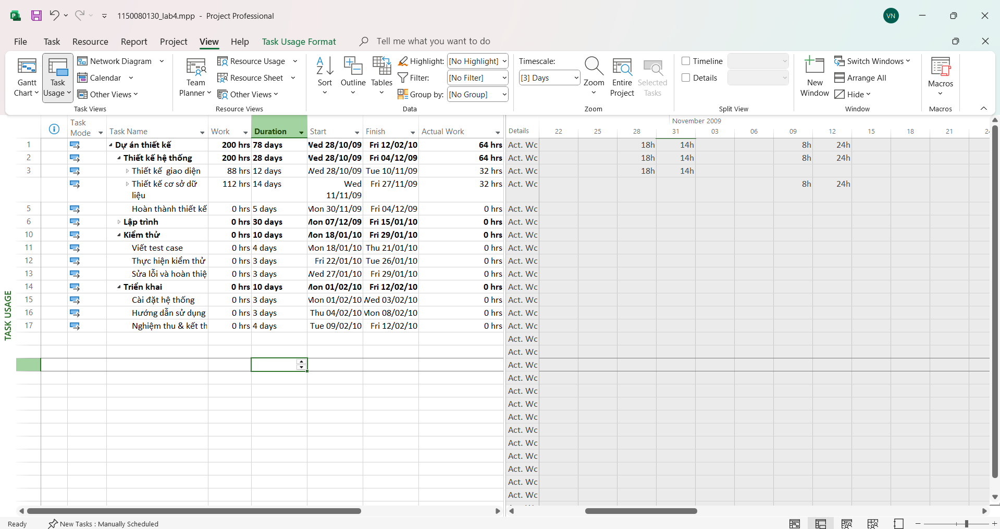 1150080130_lab4.mpp - Project Professional
VN
File Task Resource Report Project View Help Task Usage Format Tell me what you want to do
Gantt Chart
Task Usage
Network Diagram
Calendar
Other Views
Task Views
Team Planner
Resource Usage
Resource Sheet
Other Views
Resource Views
Sort
Outline
Tables
Highlight: [No Highlight]
Filter: [No Filter]
Group by: [No Group]
Data
Timescale:
[3] Days
Zoom
Entire Project
Selected Tasks
Zoom
Timeline
Details
Split View
New Window
Switch Windows
Arrange All
Hide
Window
Macros
Macros
Task Mode Task Name Work Duration Start Finish Actual Work Details
November 2009
22 25 28 31 03 06 09 12 15 18 21
1 Dự án thiết kế 200 hrs 78 days Wed 28/10/09 Fri 12/02/10 64 hrs Act. Wc 18h 14h 8h 24h
2 Thiết kế hệ thống 200 hrs 28 days Wed 28/10/09 Fri 04/12/09 64 hrs Act. Wc 18h 14h 8h 24h
3 Thiết kế giao diện 88 hrs 12 days Wed 28/10/09 Tue 10/11/09 32 hrs Act. Wc 18h 14h
Thiết kế cơ sở dữ liệu 112 hrs 14 days Wed 11/11/09 Fri 27/11/09 32 hrs Act. Wc 8h 24h
5 Hoàn thành thiết kế 0 hrs 5 days Mon 30/11/09 Fri 04/12/09 0 hrs Act. Wc
6 Lập trình 0 hrs 30 days Mon 07/12/09 Fri 15/01/10 0 hrs Act. Wc
10 Kiểm thử 0 hrs 10 days Mon 18/01/10 Fri 29/01/10 0 hrs Act. Wc
11 Viết test case 0 hrs 4 days Mon 18/01/10 Thu 21/01/10 0 hrs Act. Wc
12 Thực hiện kiểm thử 0 hrs 3 days Fri 22/01/10 Tue 26/01/10 0 hrs Act. Wc
13 Sửa lỗi và hoàn thiệ 0 hrs 3 days Wed 27/01/10 Fri 29/01/10 0 hrs Act. Wc
14 Triển khai 0 hrs 10 days Mon 01/02/10 Fri 12/02/10 0 hrs Act. Wc
15 Cài đặt hệ thống 0 hrs 3 days Mon 01/02/10 Wed 03/02/10 0 hrs Act. Wc
16 Hướng dẫn sử dụng 0 hrs 3 days Thu 04/02/10 Mon 08/02/10 0 hrs Act. Wc
17 Nghiệm thu & kết th 0 hrs 4 days Tue 09/02/10 Fri 12/02/10 0 hrs Act. Wc
Act. Wc
Act. Wc
Act. Wc
Act. Wc
Act. Wc
Act. Wc
Act. Wc
Act. Wc
Act. Wc
Act. Wc
Act. Wc
Act. Wc
Act. Wc
TASK USAGE
Ready New Tasks : Manually Scheduled